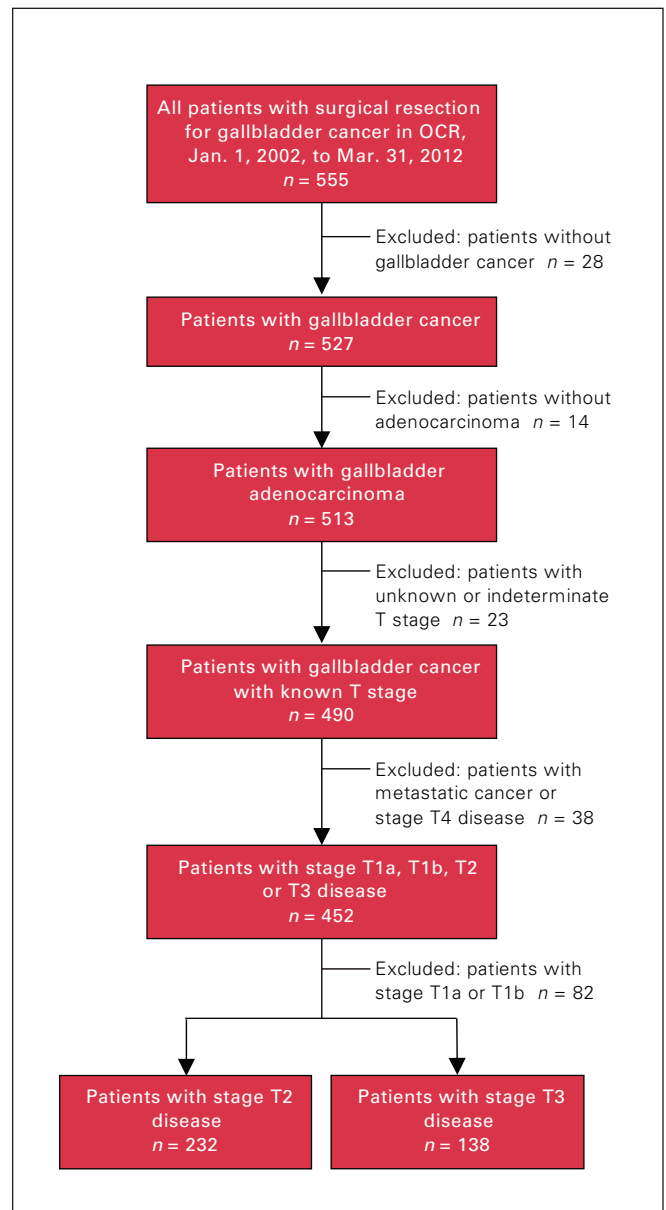 All patients with surgical resection
for gallbladder cancer in OCR,
Jan. 1, 2002, to Mar. 31, 2012
n = 555
Excluded: patients without
gallbladder cancer n = 28
Patients with gallbladder cancer
n = 527
Excluded: patients without
adenocarcinoma n = 14
Patients with gallbladder
adenocarcinoma
n = 513
Excluded: patients with
unknown or indeterminate
T stage n = 23
Patients with gallbladder cancer
with known T stage
n = 490
Excluded: patients with
metastatic cancer or
stage T4 disease n = 38
Patients with stage T1a, T1b, T2
or T3 disease
n = 452
Excluded: patients with
stage T1a or T1b n = 82
Patients with stage T2
disease
n = 232
Patients with stage T3
disease
n = 138